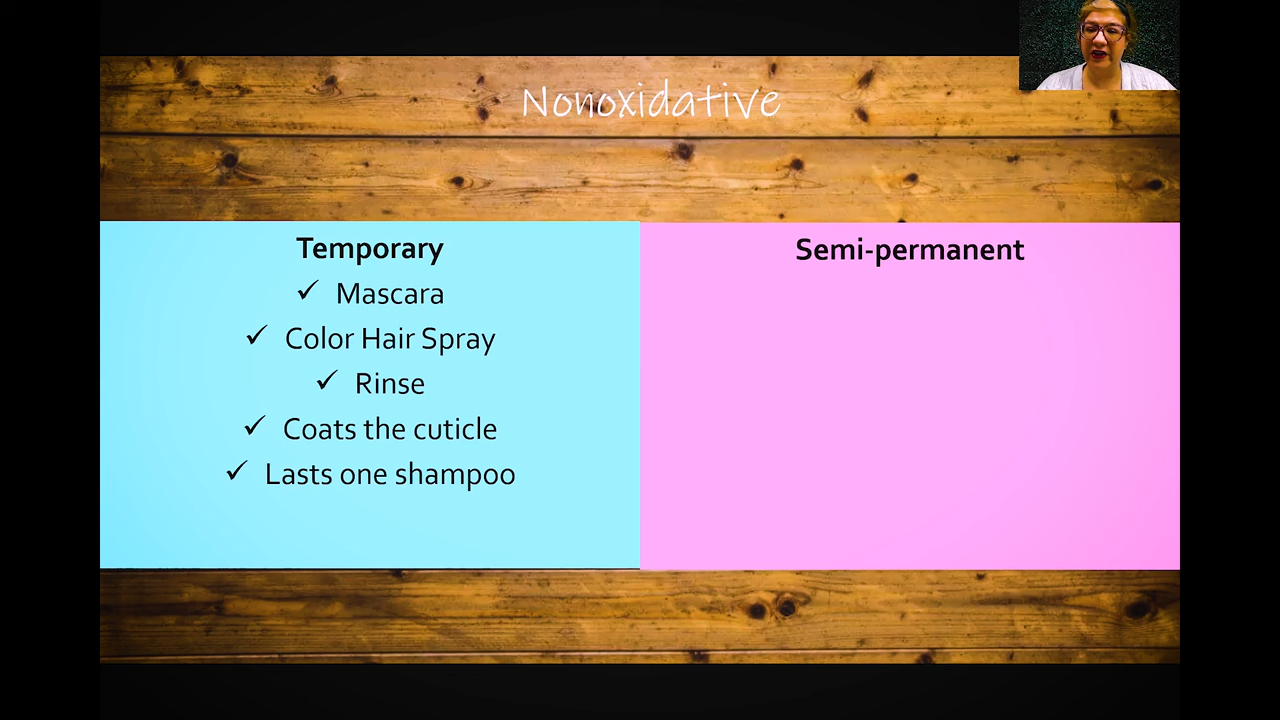 Nonoxidative
Temporary
✓ Mascara
✓ Color Hair Spray
✓ Rinse
✓ Coats the cuticle
✓ Lasts one shampoo
Semi-permanent